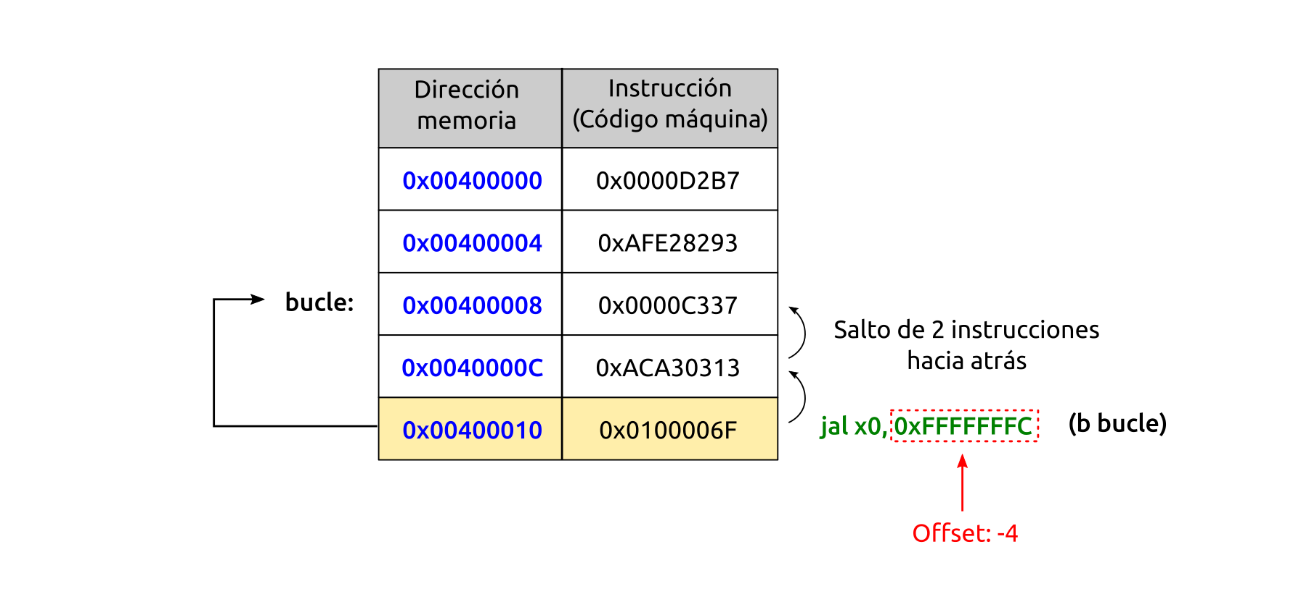 Dirección memoria
Instrucción (Código máquina)
0x00400000 0x0000D2B7
0x00400004 0xAFE28293
bucle: 0x00400008 0x0000C337
Salto de 2 instrucciones
hacia atrás
0x0040000C 0xACA30313
0x00400010 0x0100006F jal x0, 0xFFFFFFFC (b bucle)
Offset: -4